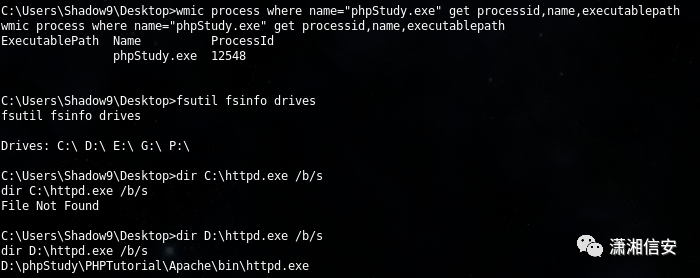 C:\Users\Shadow9\Desktop>wmic process where name="phpStudy.exe" get processid,name,executablepath
wmic process where name="phpStudy.exe" get processid,name,executablepath
ExecutablePath  Name          ProcessId
                phpStudy.exe  12548
C:\Users\Shadow9\Desktop>fsutil fsinfo drives
fsutil fsinfo drives
Drives: C:\ D:\ E:\ G:\ P:\
C:\Users\Shadow9\Desktop>dir C:\httpd.exe /b/s
dir C:\httpd.exe /b/s
File Not Found
C:\Users\Shadow9\Desktop>dir D:\httpd.exe /b/s
dir D:\httpd.exe /b/s
D:\phpStudy\PHPTutorial\Apache\bin\httpd.exe
潇湘信安